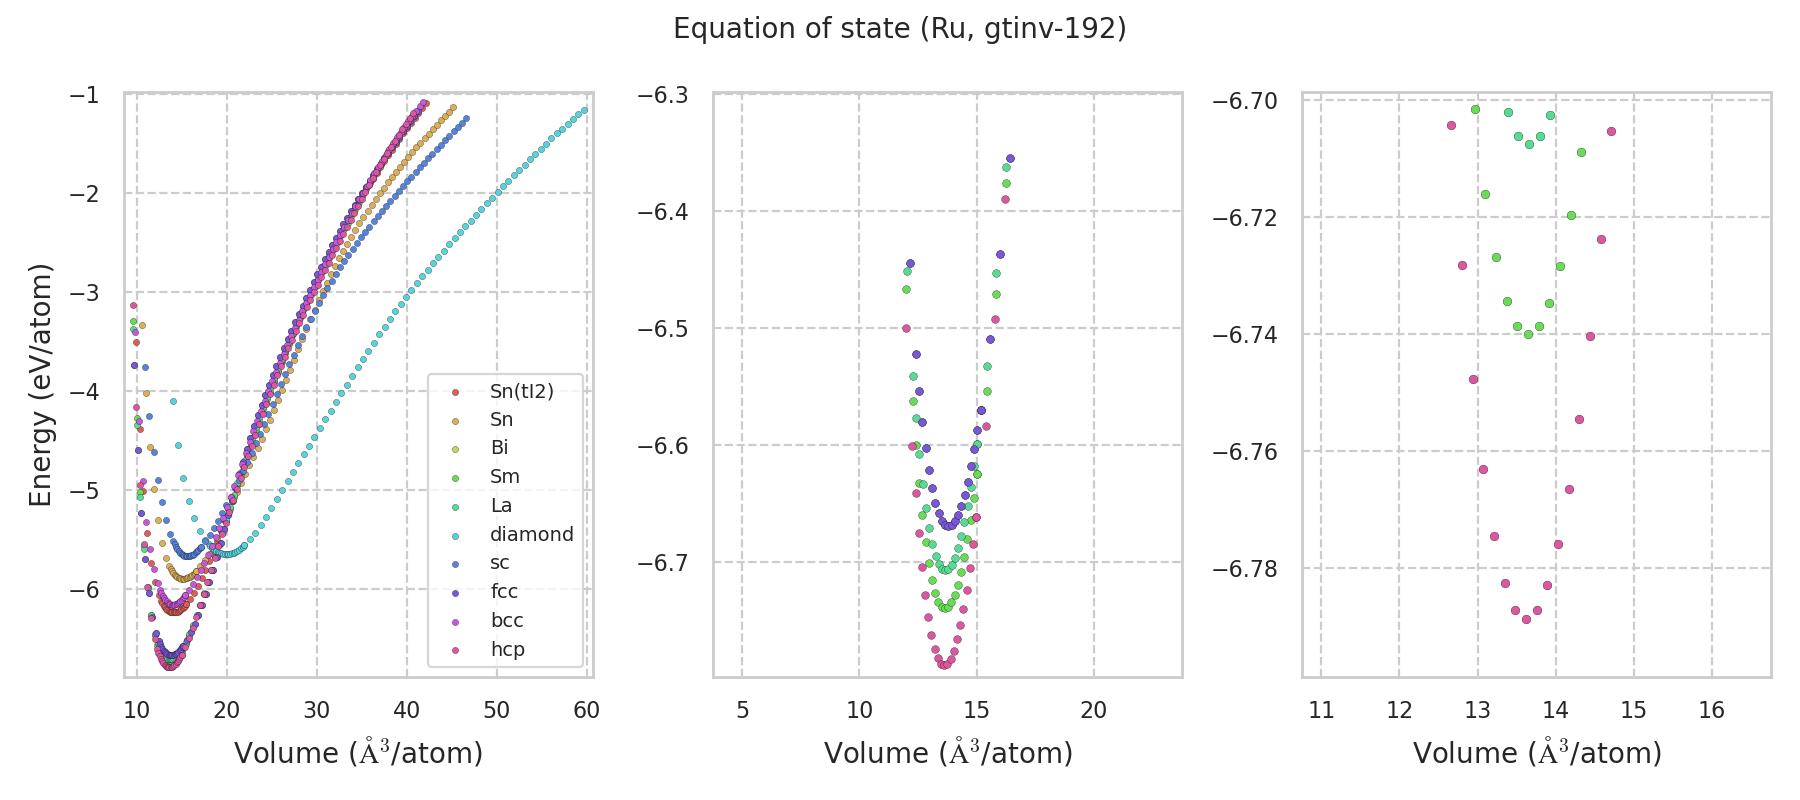 Equation of state (Ru, gtinv-192)
Energy (eV/atom)
−1
−2
−3
−4
−5
−6
10 20 30 40 50 60
Volume (Å³/atom)
Sn(tI2)
Sn
Bi
Sm
La
diamond
sc
fcc
bcc
hcp
−6.3
−6.4
−6.5
−6.6
−6.7
5 10 15 20
Volume (Å³/atom)
−6.70
−6.72
−6.74
−6.76
−6.78
11 12 13 14 15 16
Volume (Å³/atom)